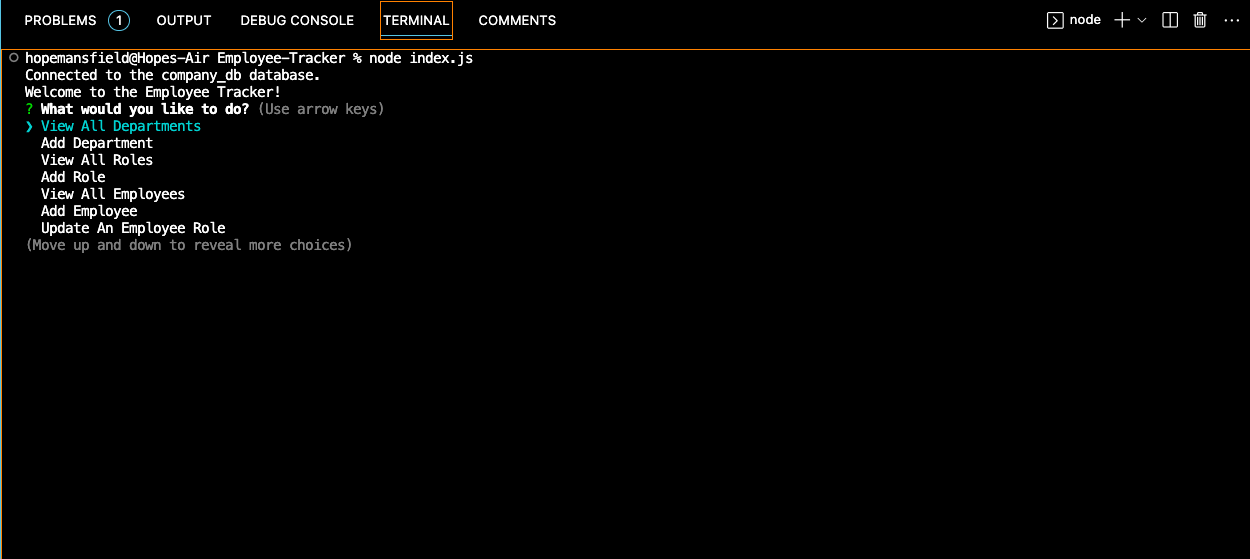 PROBLEMS 1 OUTPUT DEBUG CONSOLE TERMINAL COMMENTS node
hopemansfield@Hopes-Air Employee-Tracker % node index.js
Connected to the company_db database.
Welcome to the Employee Tracker!
? What would you like to do? (Use arrow keys)
❯ View All Departments
Add Department
View All Roles
Add Role
View All Employees
Add Employee
Update An Employee Role
(Move up and down to reveal more choices)